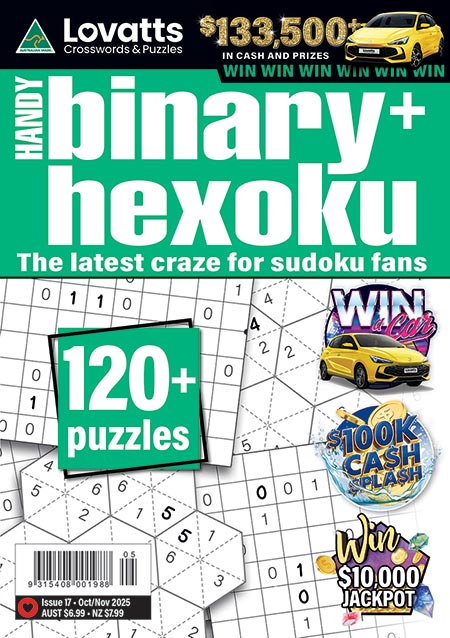 Lovatts
Crosswords & Puzzles
AUSTRALIAN MADE
$133,500+
IN CASH AND PRIZES
WIN WIN WIN WIN WIN WIN
HANDY
binary+
hexoku
The latest craze for sudoku fans
120+
puzzles
WIN
a Car
$100K
CASH
SPLASH
Win
$10,000
JACKPOT
05
9 315408 001988
Issue 17 • Oct/Nov 2025
AUST $6.99 • NZ $7.99